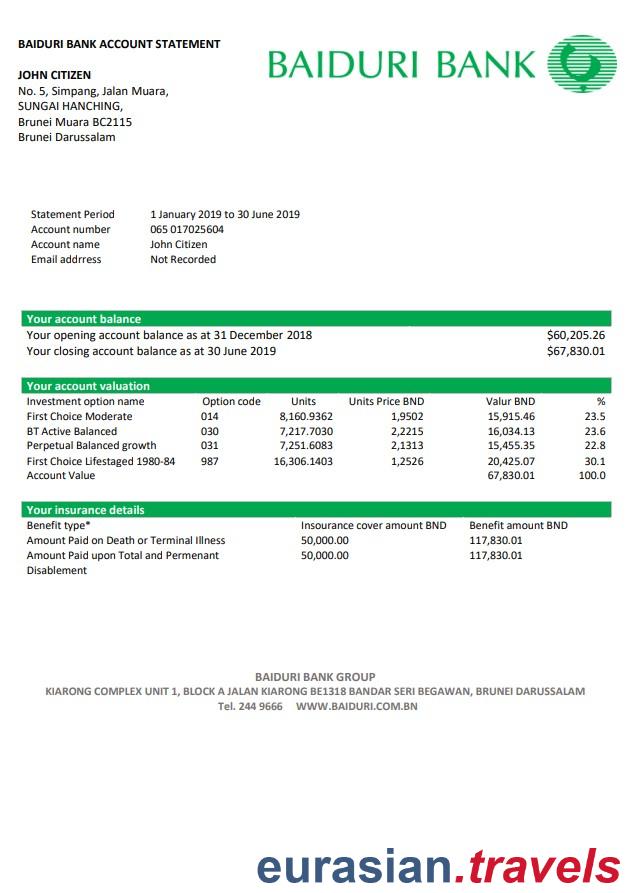 BAIDURI BANK ACCOUNT STATEMENT
BAIDURI BANK
JOHN CITIZEN
No. 5, Simpang, Jalan Muara,
SUNGAI HANCHING,
Brunei Muara BC2115
Brunei Darussalam
Statement Period 1 January 2019 to 30 June 2019
Account number 065 017025604
Account name John Citizen
Email addrress Not Recorded
Your account balance
Your opening account balance as at 31 December 2018 $60,205.26
Your closing account balance as at 30 June 2019 $67,830.01
Your account valuation
Investment option name Option code Units Units Price BND Valur BND %
First Choice Moderate 014 8,160.9362 1,9502 15,915.46 23.5
BT Active Balanced 030 7,217.7030 2,2215 16,034.13 23.6
Perpetual Balanced growth 031 7,251.6083 2,1313 15,455.35 22.8
First Choice Lifestaged 1980-84 987 16,306.1403 1,2526 20,425.07 30.1
Account Value 67,830.01 100.0
Your insurance details
Benefit type* Insourance cover amount BND Benefit amount BND
Amount Paid on Death or Terminal Illness 50,000.00 117,830.01
Amount Paid upon Total and Permenant 50,000.00 117,830.01
Disablement
BAIDURI BANK GROUP
KIARONG COMPLEX UNIT 1, BLOCK A JALAN KIARONG BE1318 BANDAR SERI BEGAWAN, BRUNEI DARUSSALAM
Tel. 244 9666 WWW.BAIDURI.COM.BN
eurasian.travels